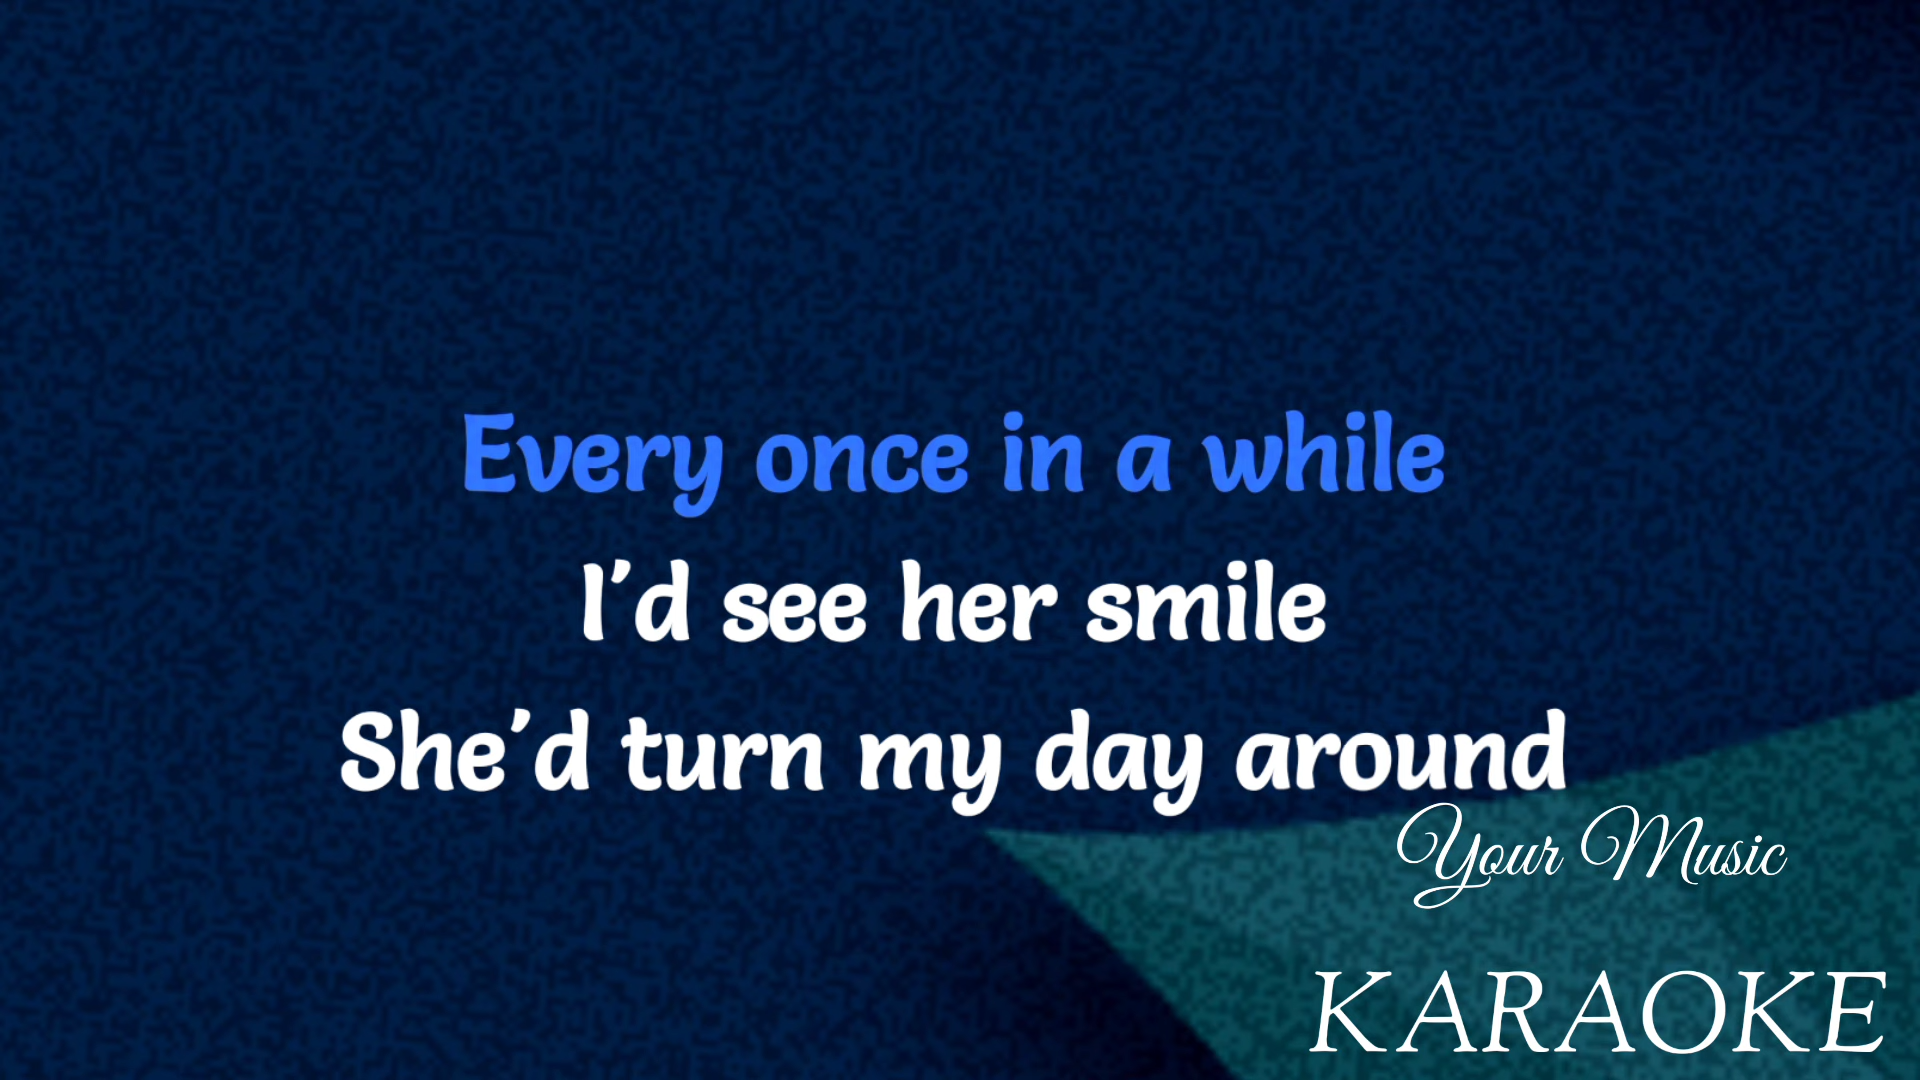 Every once in a while
I'd see her smile
She'd turn my day around
Your Music
KARAOKE